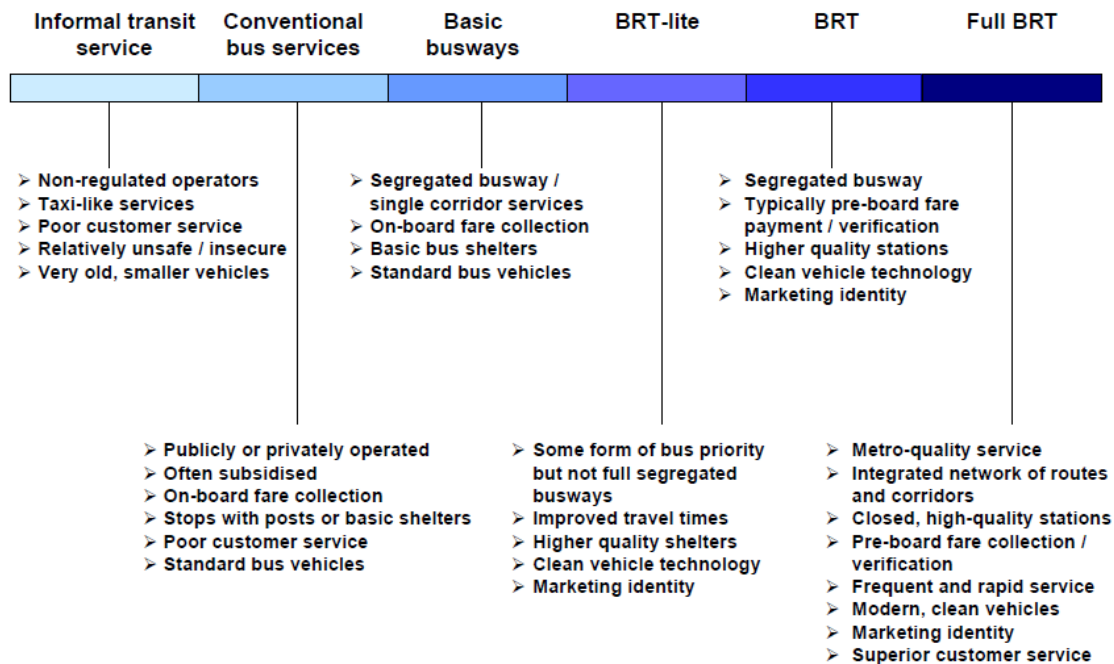 Informal transit
service
Conventional
bus services
Basic
busways
BRT-lite
BRT
Full BRT
➢ Non-regulated operators
➢ Taxi-like services
➢ Poor customer service
➢ Relatively unsafe / insecure
➢ Very old, smaller vehicles
➢ Segregated busway /
single corridor services
➢ On-board fare collection
➢ Basic bus shelters
➢ Standard bus vehicles
➢ Segregated busway
➢ Typically pre-board fare
payment / verification
➢ Higher quality stations
➢ Clean vehicle technology
➢ Marketing identity
➢ Publicly or privately operated
➢ Often subsidised
➢ On-board fare collection
➢ Stops with posts or basic shelters
➢ Poor customer service
➢ Standard bus vehicles
➢ Some form of bus priority
but not full segregated
busways
➢ Improved travel times
➢ Higher quality shelters
➢ Clean vehicle technology
➢ Marketing identity
➢ Metro-quality service
➢ Integrated network of routes
and corridors
➢ Closed, high-quality stations
➢ Pre-board fare collection /
verification
➢ Frequent and rapid service
➢ Modern, clean vehicles
➢ Marketing identity
➢ Superior customer service